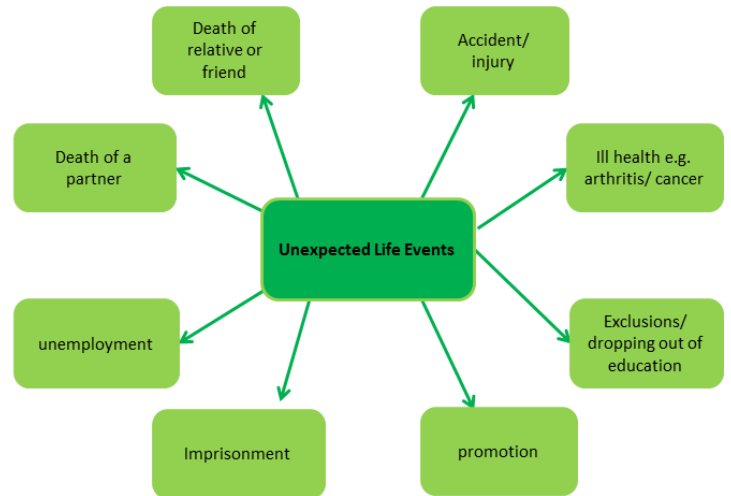 Death of
relative or
friend
Accident/
injury
Death of a
partner
Ill health e.g.
arthritis/ cancer
Unexpected Life Events
unemployment
Exclusions/
dropping out of
education
Imprisonment
promotion